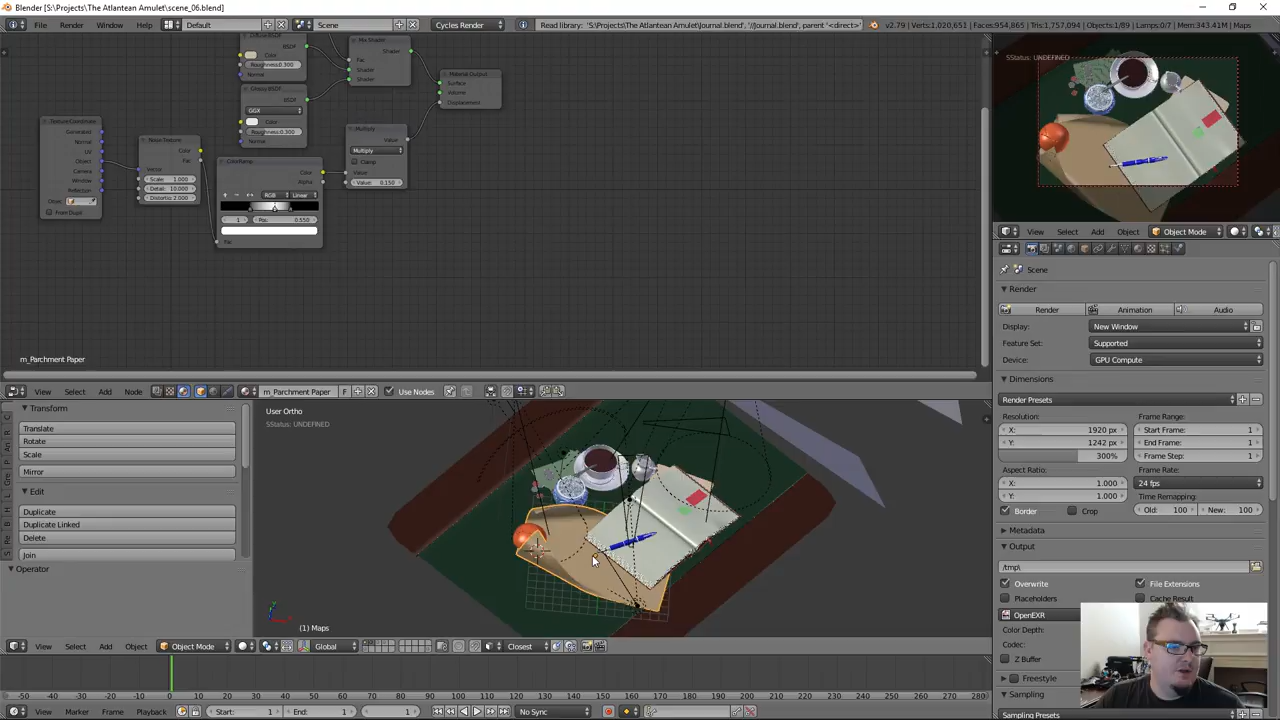 Blender [S:\Projects\The Atlantean Amulet\scene_06.blend]
File Render Window Help Default Scene Cycles Render Read library: 'S:\Projects\The Atlantean Amulet\Journal.blend', '//Journal.blend', parent '<direct>' v2.79 | Verts:1,020,651 | Faces:954,865 | Tris:1,757,094 | Objects:1/89 | Lamps:0/7 | Mem:343.41M | Maps
Diffuse BSDF
BSDF
Color
Roughness:0.300
Normal
Glossy BSDF
BSDF
GGX
Color
Roughness:0.300
Normal
Mix Shader
Shader
Fac
Shader
Shader
Material Output
Surface
Volume
Displacement
Texture Coordinate
Generated
Normal
UV
Object
Camera
Window
Reflection
From Dupli
Noise Texture
Color
Fac
Vector
Scale: 1.000
Detail: 10.000
Distortio: 2.000
ColorRamp
Color
Alpha
RGB Linear
1 Pos: 0.550
Fac
Multiply
Value
Multiply
Clamp
Value
Value: 0.150
m_Parchment Paper
View Select Add Node m_Parchment Paper F Use Nodes
SStatus: UNDEFINED
View Select Add Object Object Mode
Scene
Render
Render Animation Audio
Display: New Window
Feature Set: Supported
Device: GPU Compute
Dimensions
Render Presets
Resolution: Frame Range:
X: 1920 px Start Frame: 1
Y: 1242 px End Frame: 1
300% Frame Step: 1
Aspect Ratio: Frame Rate:
X: 1.000 24 fps
Y: 1.000 Time Remapping:
Border Crop Old: 100 New: 100
Metadata
Output
/tmp\
Overwrite File Extensions
Placeholders Cache Result
OpenEXR
Color Depth:
Codec:
Z Buffer
Freestyle
Sampling
Sampling Presets
Transform
Translate
Rotate
Scale
Mirror
Edit
Duplicate
Duplicate Linked
Delete
Join
Operator
User Ortho
SStatus: UNDEFINED
(1) Maps
View Select Add Object Object Mode Global Closest
-50 -40 -30 -20 -10 0 10 20 30 40 50 60 70 80 90 100 110 120 130 140 150 160 170 180 190 200 210 220 230 240 250 260 270 280
View Marker Frame Playback Start: 1 End: 1 1 No Sync